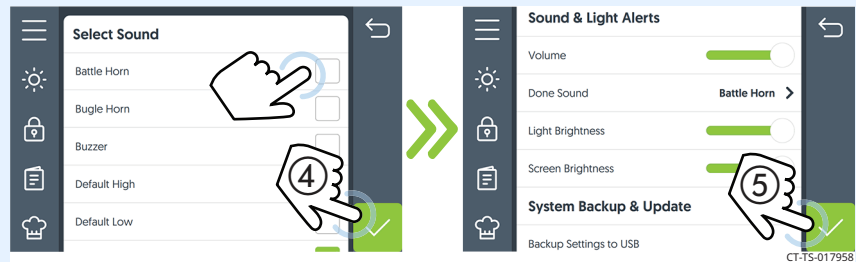 Select Sound
Battle Horn
Bugle Horn
Buzzer
Default High
Default Low
4
Sound & Light Alerts
Volume
Done Sound Battle Horn
Light Brightness
Screen Brightness
System Backup & Update
Backup Settings to USB
5
CT-TS-017958